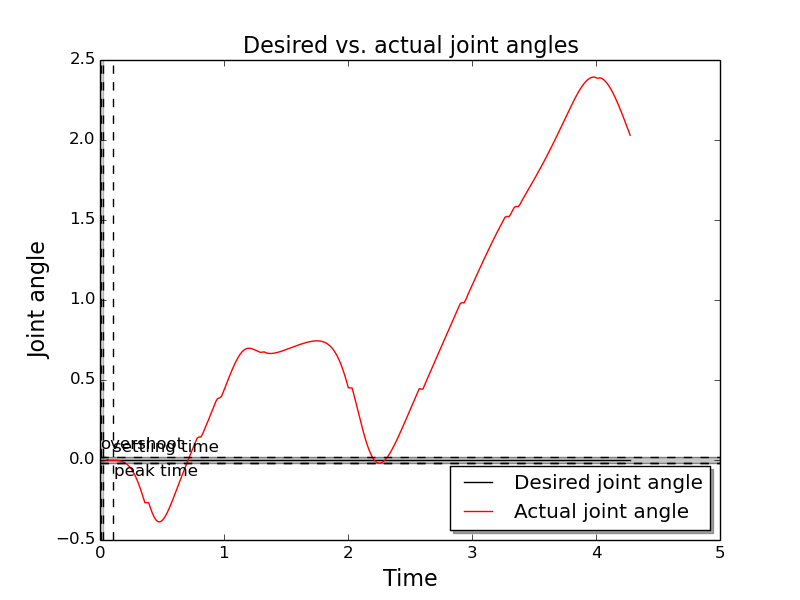 Desired vs. actual joint angles
2.5
2.0
1.5
1.0
0.5
0.0
−0.5
Joint angle
overshoot
settling time
peak time
Desired joint angle
Actual joint angle
0 1 2 3 4 5
Time